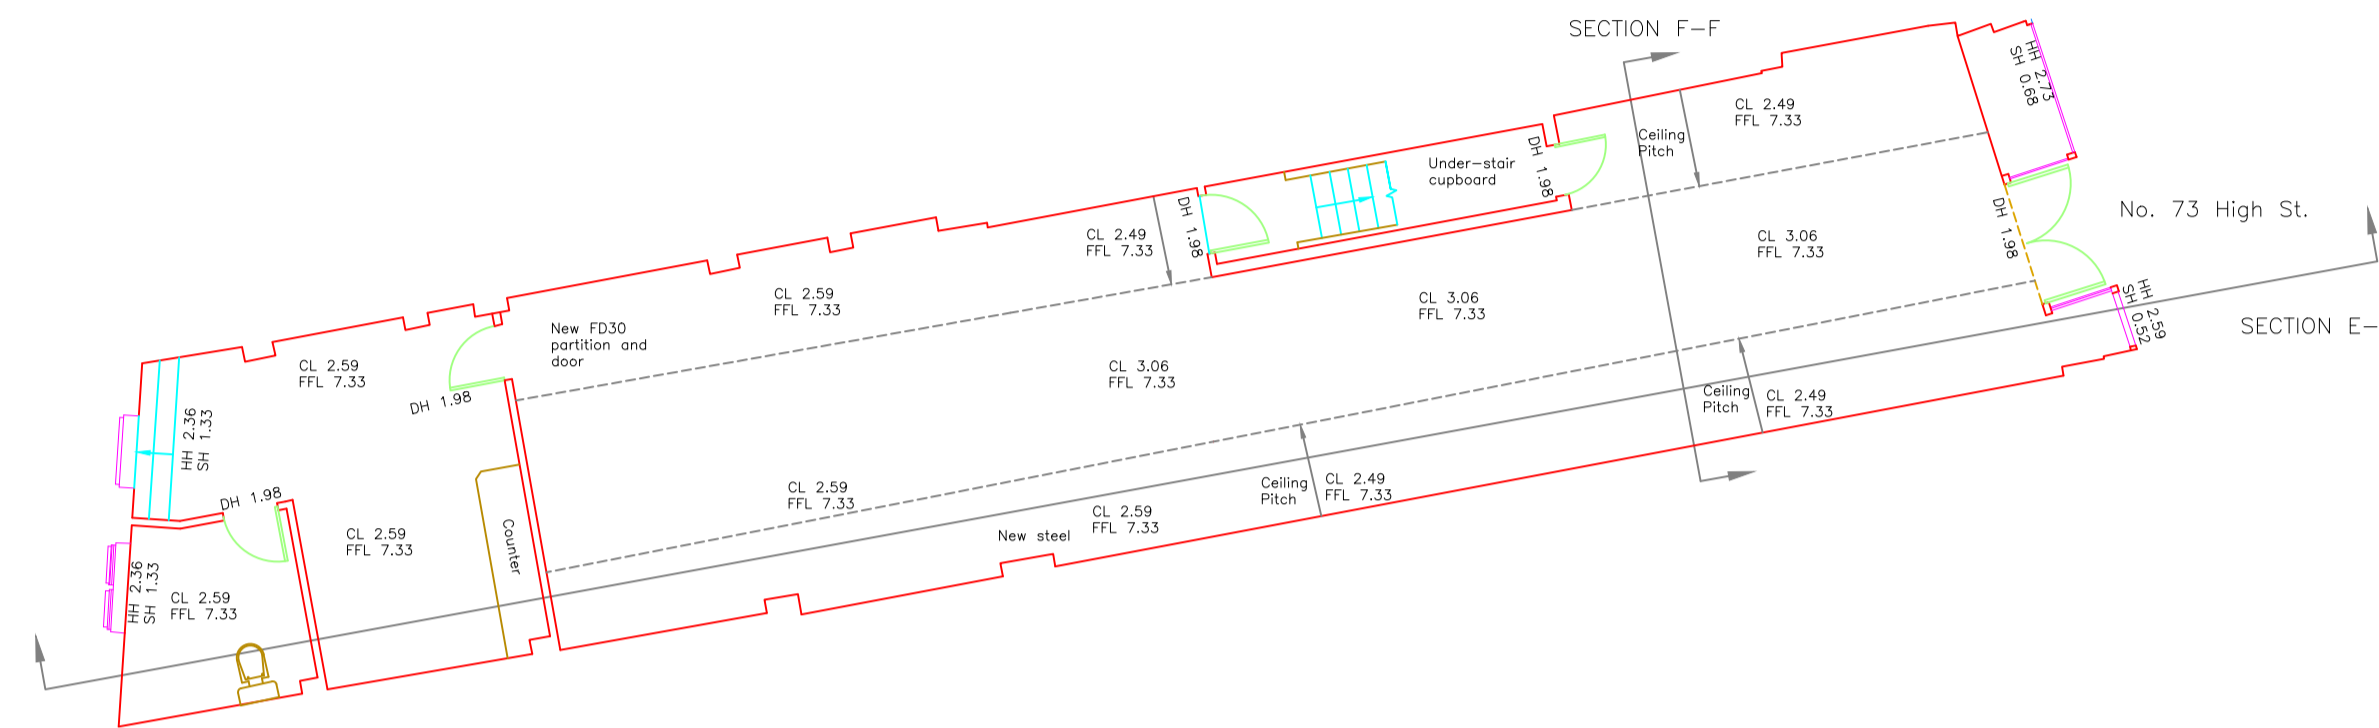 SECTION F-F
HH 2.73
SH 0.68
CL 2.49
FFL 7.33
Ceiling
Pitch
DH 1.98
Under-stair
cupboard
DH 1.98
CL 2.49
FFL 7.33
DH 1.98
No. 73 High St.
CL 3.06
FFL 7.33
CL 2.59
FFL 7.33
CL 3.06
FFL 7.33
HH 2.59
SH 0.52
SECTION E-
New FD30
partition and
door
CL 2.59
FFL 7.33
CL 3.06
FFL 7.33
DH 1.98
Ceiling
Pitch
CL 2.49
FFL 7.33
HH 2.36
SH 1.33
DH 1.98
CL 2.59
FFL 7.33
Ceiling
Pitch
CL 2.49
FFL 7.33
CL 2.59
FFL 7.33
New steel
CL 2.59
FFL 7.33
Counter
HH 2.36
SH 1.33
CL 2.59
FFL 7.33